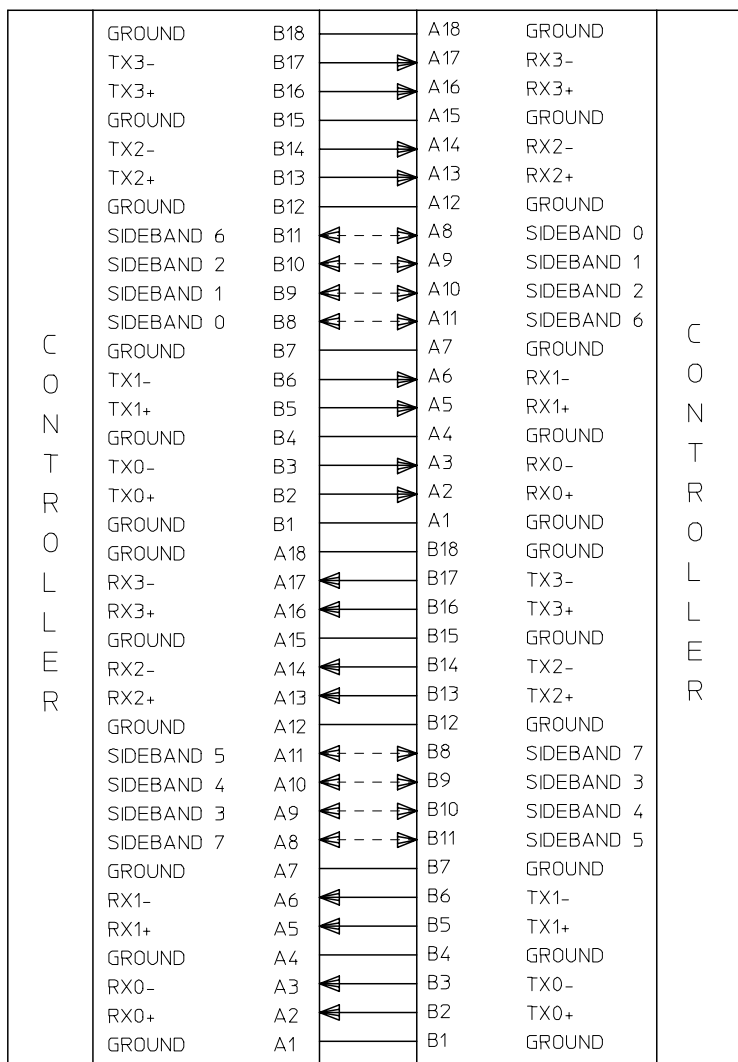 GROUND B18 A18 GROUND
TX3- B17 A17 RX3-
TX3+ B16 A16 RX3+
GROUND B15 A15 GROUND
TX2- B14 A14 RX2-
TX2+ B13 A13 RX2+
GROUND B12 A12 GROUND
SIDEBAND 6 B11 A8 SIDEBAND 0
SIDEBAND 2 B10 A9 SIDEBAND 1
SIDEBAND 1 B9 A10 SIDEBAND 2
SIDEBAND 0 B8 A11 SIDEBAND 6
GROUND B7 A7 GROUND
TX1- B6 A6 RX1-
TX1+ B5 A5 RX1+
GROUND B4 A4 GROUND
TX0- B3 A3 RX0-
TX0+ B2 A2 RX0+
GROUND B1 A1 GROUND
GROUND A18 B18 GROUND
RX3- A17 B17 TX3-
RX3+ A16 B16 TX3+
GROUND A15 B15 GROUND
RX2- A14 B14 TX2-
RX2+ A13 B13 TX2+
GROUND A12 B12 GROUND
SIDEBAND 5 A11 B8 SIDEBAND 7
SIDEBAND 4 A10 B9 SIDEBAND 3
SIDEBAND 3 A9 B10 SIDEBAND 4
SIDEBAND 7 A8 B11 SIDEBAND 5
GROUND A7 B7 GROUND
RX1- A6 B6 TX1-
RX1+ A5 B5 TX1+
GROUND A4 B4 GROUND
RX0- A3 B3 TX0-
RX0+ A2 B2 TX0+
GROUND A1 B1 GROUND
CONTROLLER
CONTROLLER